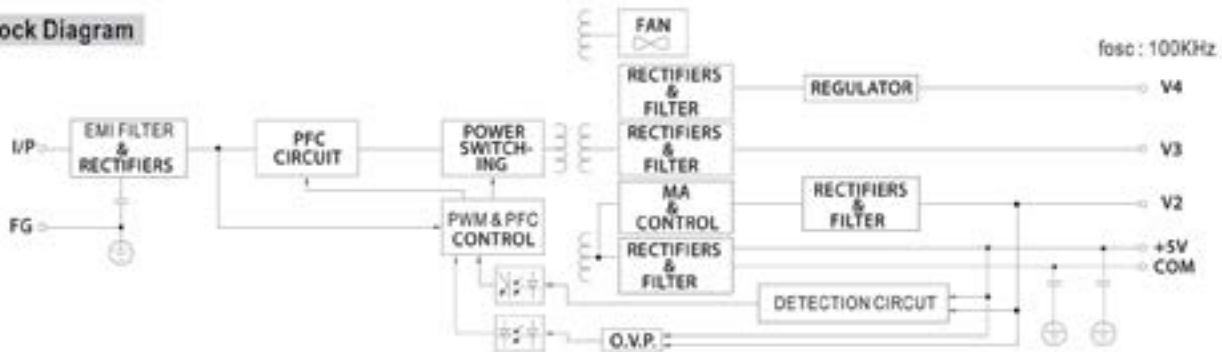 ock Diagram
FAN
fosc : 100KHz
RECTIFIERS
&
FILTER
REGULATOR
V4
I/P
EMI FILTER
&
RECTIFIERS
PFC
CIRCUIT
POWER
SWITCH-
ING
RECTIFIERS
&
FILTER
V3
MA
&
CONTROL
RECTIFIERS
&
FILTER
V2
FG
PWM & PFC
CONTROL
RECTIFIERS
&
FILTER
+5V
COM
DETECTION CIRCUT
O.V.P.